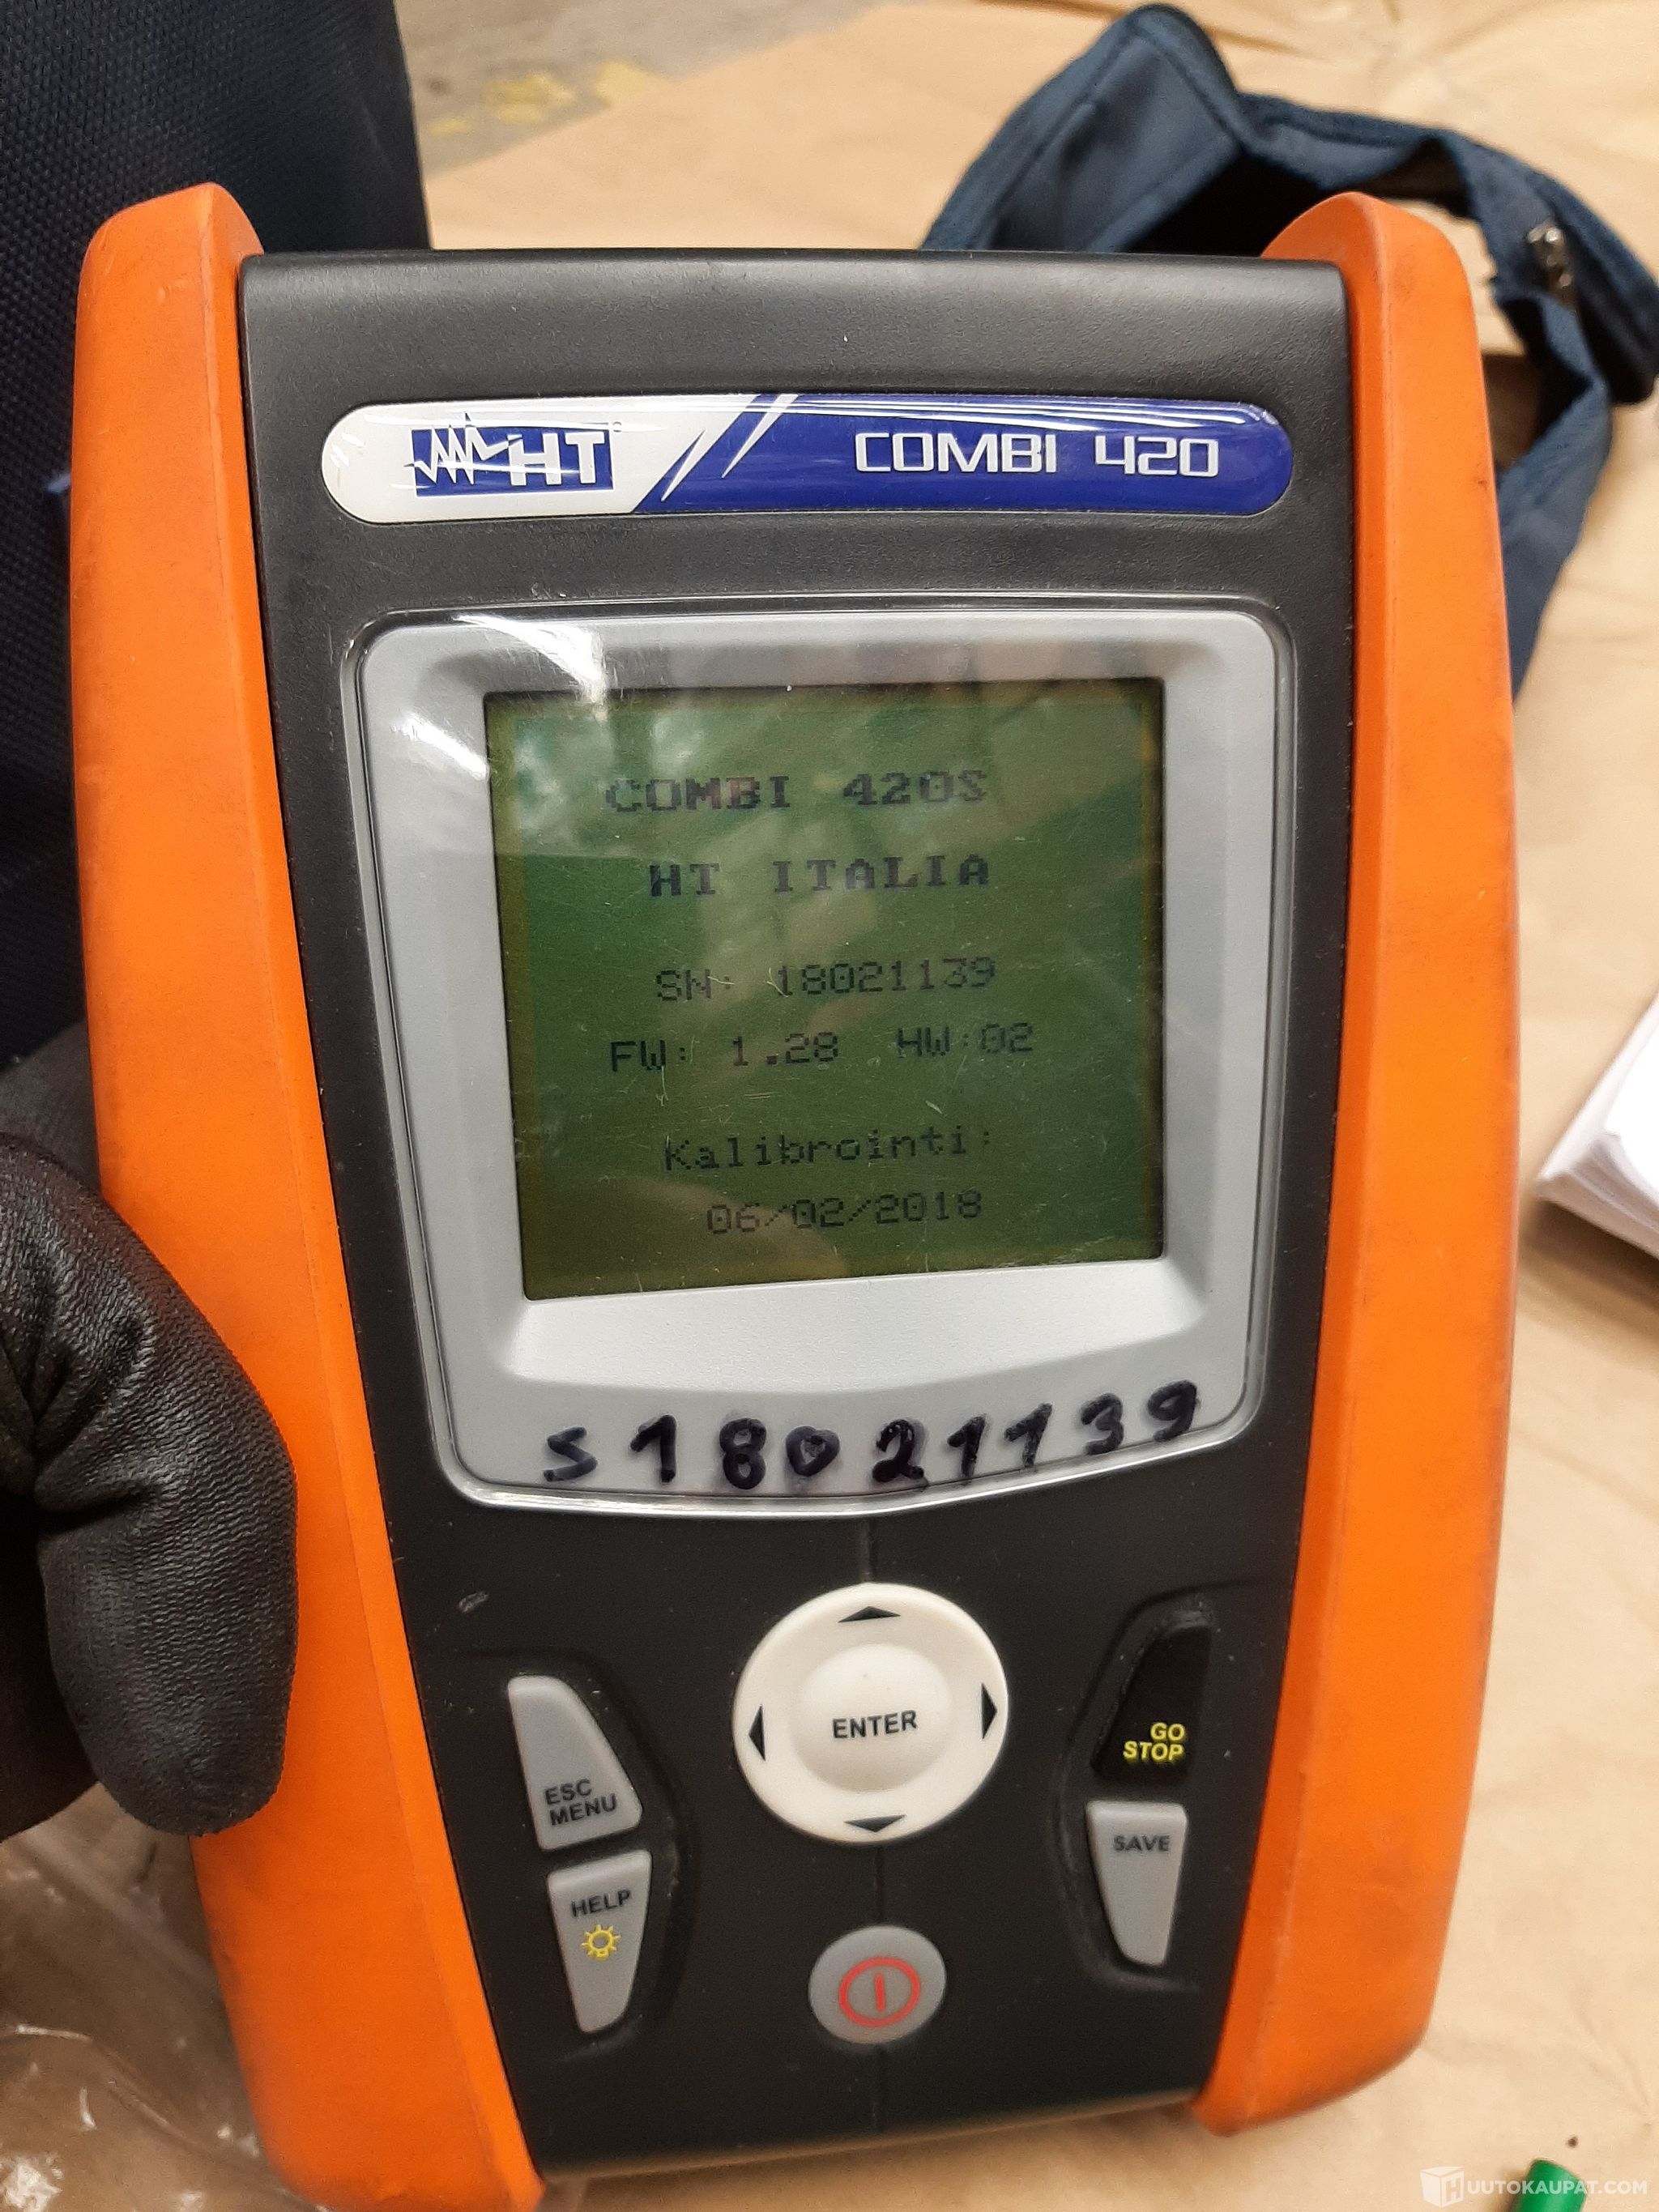 HT
COMBI 420
COMBI 420S
HT ITALIA
SN: 18021139
FW: 1.28 HW:02
Kalibrointi:
06/02/2018
S18021139
ENTER
GO
STOP
ESC
MENU
SAVE
HELP
HUUTOKAUPAT.COM